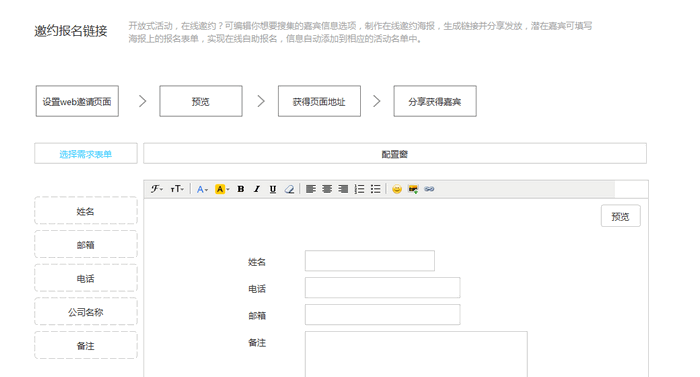 邀约报名链接
开放式活动，在线邀约？可编辑你想要搜集的嘉宾信息选项，制作在线邀约海报，生成链接并分享发放，潜在嘉宾可填写
海报上的报名表单，实现在线自助报名，信息自动添加到相应的活动名单中。
设置web邀请页面
预览
获得页面地址
分享获得嘉宾
选择需求表单
配置窗
姓名
邮箱
电话
公司名称
备注
预览
姓名
电话
邮箱
备注